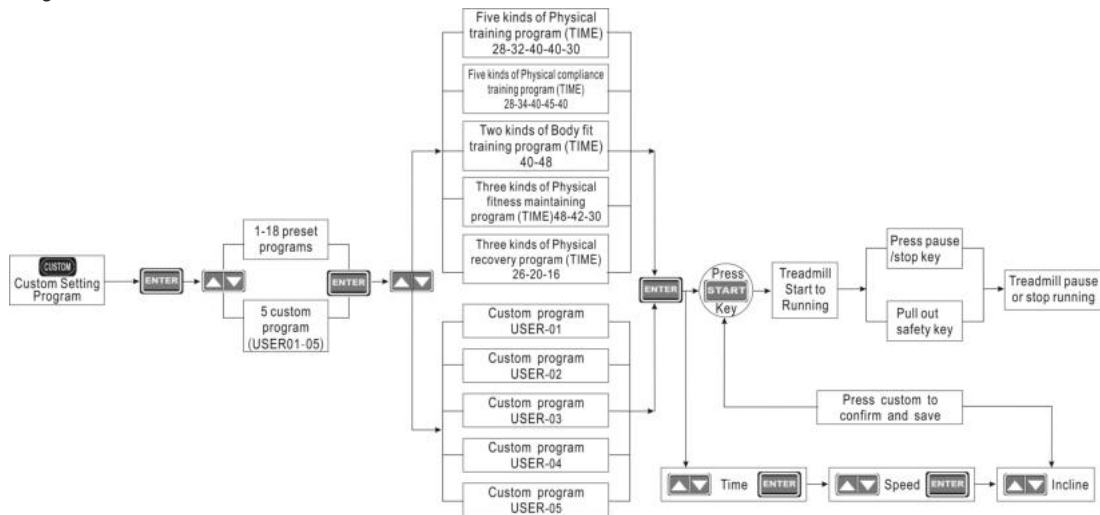 CUSTOM
Custom Setting
Program
ENTER
1-18 preset
programs
5 custom
program
(USER01-05)
ENTER
Five kinds of Physical
training program (TIME)
28-32-40-40-30
Five kinds of Physical compliance
training program (TIME)
28-34-40-45-40
Two kinds of Body fit
training program (TIME)
40-48
Three kinds of Physical
fitness maintaining
program (TIME)48-42-30
Three kinds of Physical
recovery program (TIME)
26-20-16
Custom program
USER-01
Custom program
USER-02
Custom program
USER-03
Custom program
USER-04
Custom program
USER-05
ENTER
Press
START
Key
Treadmill
Start to
Running
Press pause
/stop key
Pull out
safety key
Treadmill pause
or stop running
Press custom to
confirm and save
Time ENTER
Speed ENTER
Incline